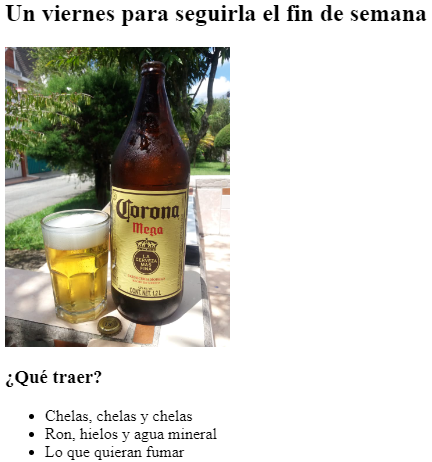 Un viernes para seguirla el fin de semana
Corona
Mega
LA
CERVEZA
MAS
FINA
CONT. NET. 1.2 L
¿Qué traer?
Chelas, chelas y chelas
Ron, hielos y agua mineral
Lo que quieran fumar